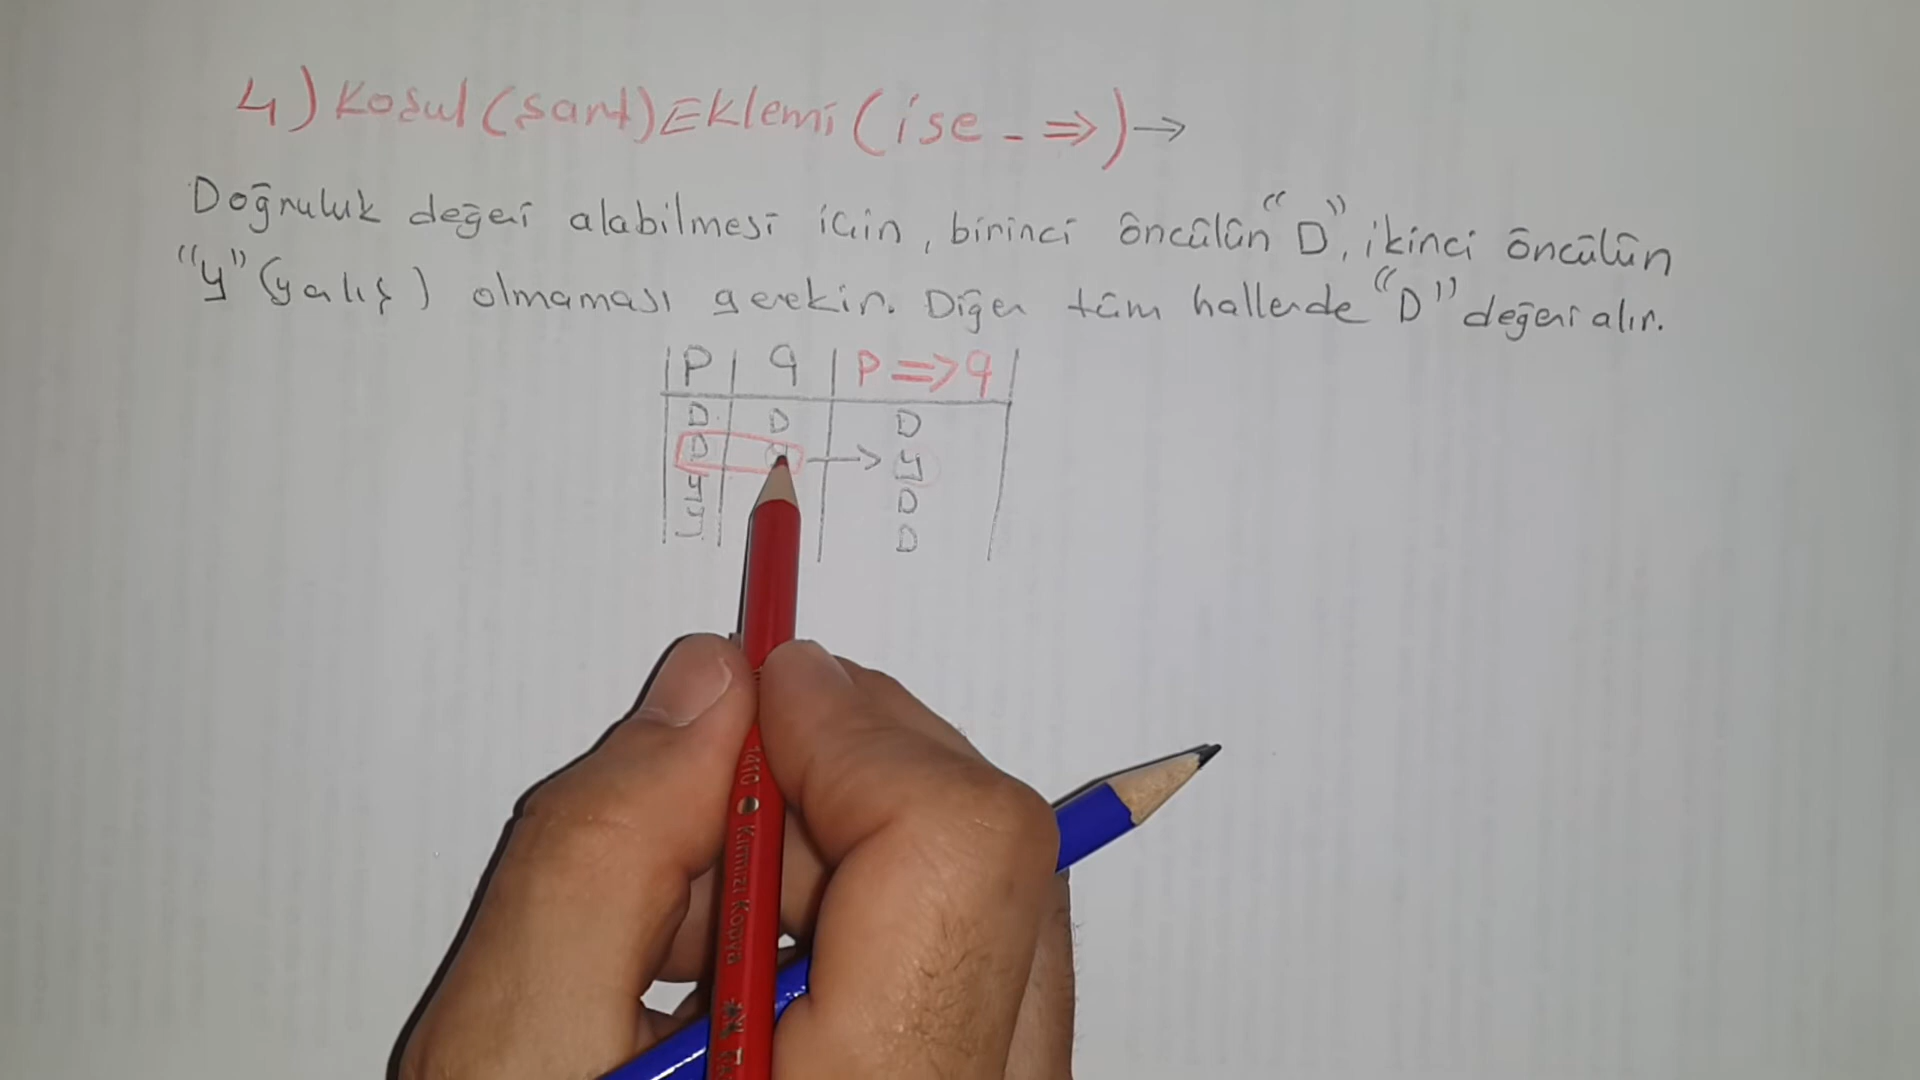 4) Koşul (şart) Eklemi (ise - =>) →
Doğruluk değeri alabilmesi için, birinci öncülün "D", ikinci öncülün
"y" (yalış) olmaması gerekir. Diğer tüm hallerde "D" değeri alır.
P q P => q
D D D
D → y
y D
y D
1410 Kırmızı Kopya